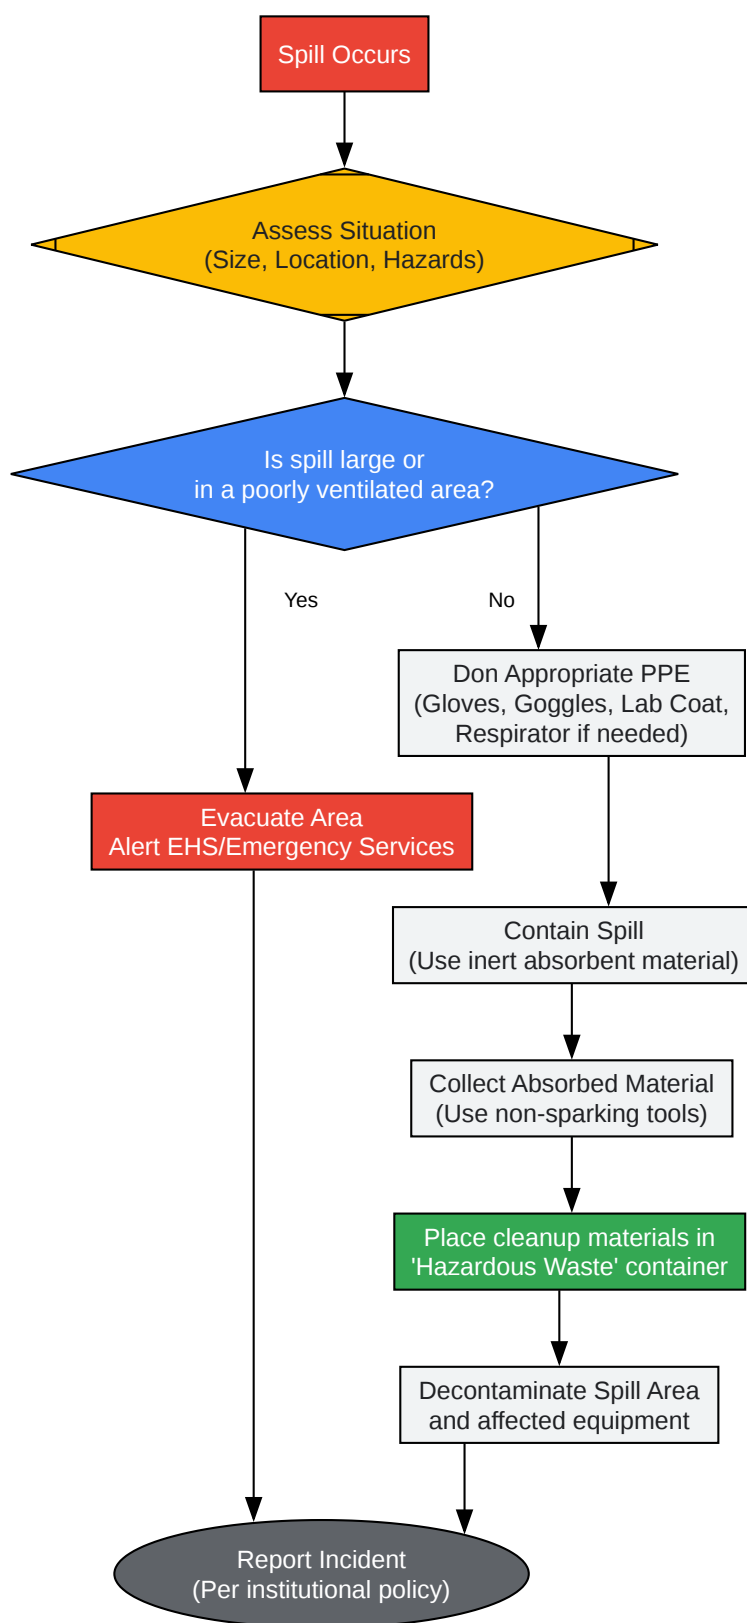 Spill Occurs
Assess Situation
(Size, Location, Hazards)
Is spill large or
in a poorly ventilated area?
Yes
No
Don Appropriate PPE
(Gloves, Goggles, Lab Coat,
Respirator if needed)
Evacuate Area
Alert EHS/Emergency Services
Contain Spill
(Use inert absorbent material)
Collect Absorbed Material
(Use non-sparking tools)
Place cleanup materials in
'Hazardous Waste' container
Decontaminate Spill Area
and affected equipment
Report Incident
(Per institutional policy)